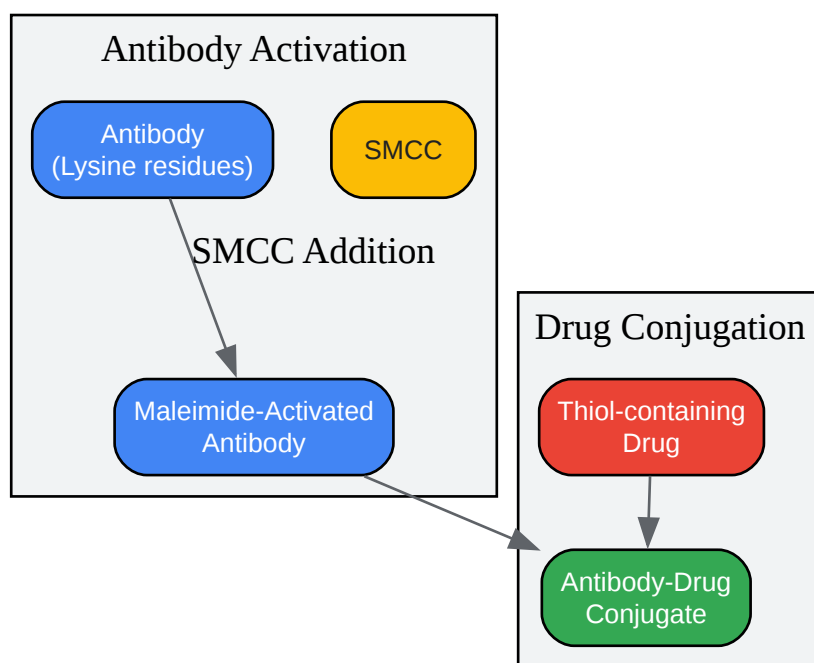 Antibody Activation
Antibody
(Lysine residues)
SMCC
SMCC Addition
Maleimide-Activated
Antibody
Drug Conjugation
Thiol-containing
Drug
Antibody-Drug
Conjugate